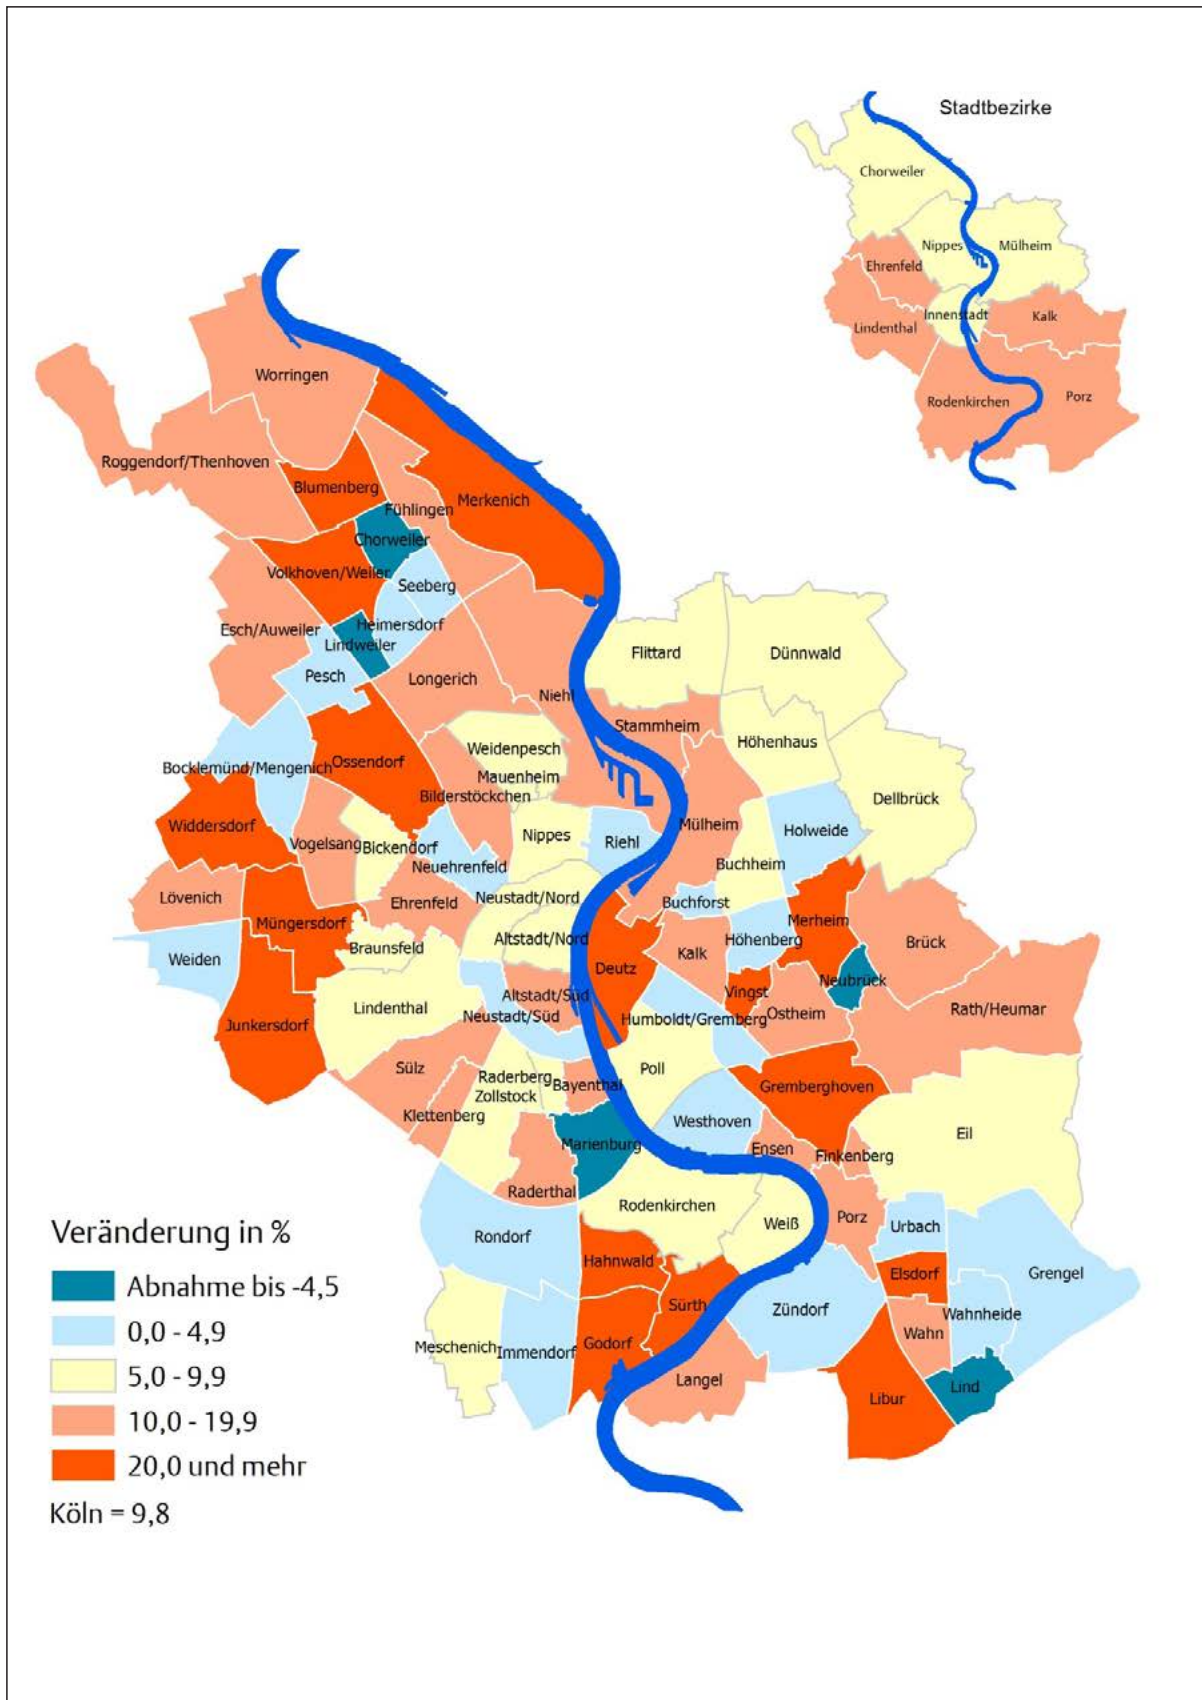 Stadtbezirke
Chorweiler
Nippes
Mülheim
Ehrenfeld
Innenstadt
Kalk
Lindenthal
Rodenkirchen
Porz
Worringen
Roggendorf/Thenhoven
Blumenberg
Merkenich
Fühlingen
Chorweiler
Volkhoven/Weiler
Seeberg
Heimersdorf
Esch/Auweiler
Lindweiler
Pesch
Longerich
Niehl
Flittard
Dünnwald
Stammheim
Höhenhaus
Weidenpesch
Bocklemünd/Mengenich
Ossendorf
Mauenheim
Bilderstöckchen
Dellbrück
Widdersdorf
Mülheim
Holweide
Vogelsang
Bickendorf
Nippes
Riehl
Neuehrenfeld
Buchheim
Lövenich
Ehrenfeld
Neustadt/Nord
Buchforst
Müngersdorf
Merheim
Altstadt/Nord
Höhenberg
Brück
Braunsfeld
Kalk
Weiden
Deutz
Neubrück
Vingst
Altstadt/Süd
Lindenthal
Rath/Heumar
Neustadt/Süd
Humboldt/Gremberg
Ostheim
Junkersdorf
Sülz
Poll
Raderberg
Zollstock
Bayenthal
Gremberghoven
Klettenberg
Westhoven
Eil
Marienburg
Ensen
Finkenberg
Raderthal
Rodenkirchen
Weiß
Porz
Urbach
Rondorf
Hahnwald
Elsdorf
Grengel
Sürth
Zündorf
Wahnheide
Wahn
Meschenich
Immendorf
Godorf
Langel
Lind
Libur
Veränderung in %
Abnahme bis -4,5
0,0 - 4,9
5,0 - 9,9
10,0 - 19,9
20,0 und mehr
Köln = 9,8